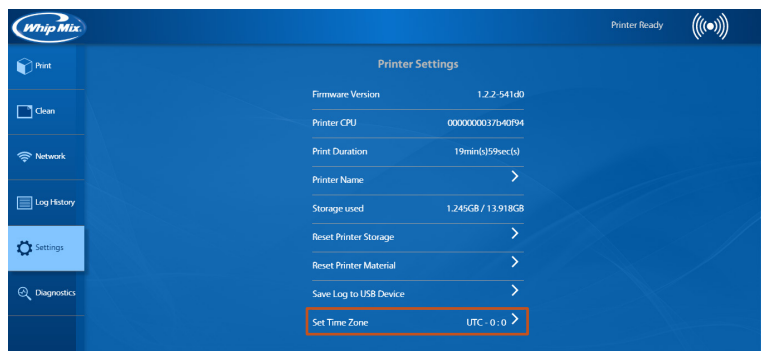 Whip Mix
Printer Ready
Print
Clean
Network
Log History
Settings
Diagnostics
Printer Settings
Firmware Version 1.2.2-541d0
Printer CPU 0000000037b40f94
Print Duration 19min(s)59sec(s)
Printer Name
Storage used 1.245GB / 13.918GB
Reset Printer Storage
Reset Printer Material
Save Log to USB Device
Set Time Zone UTC - 0 : 0